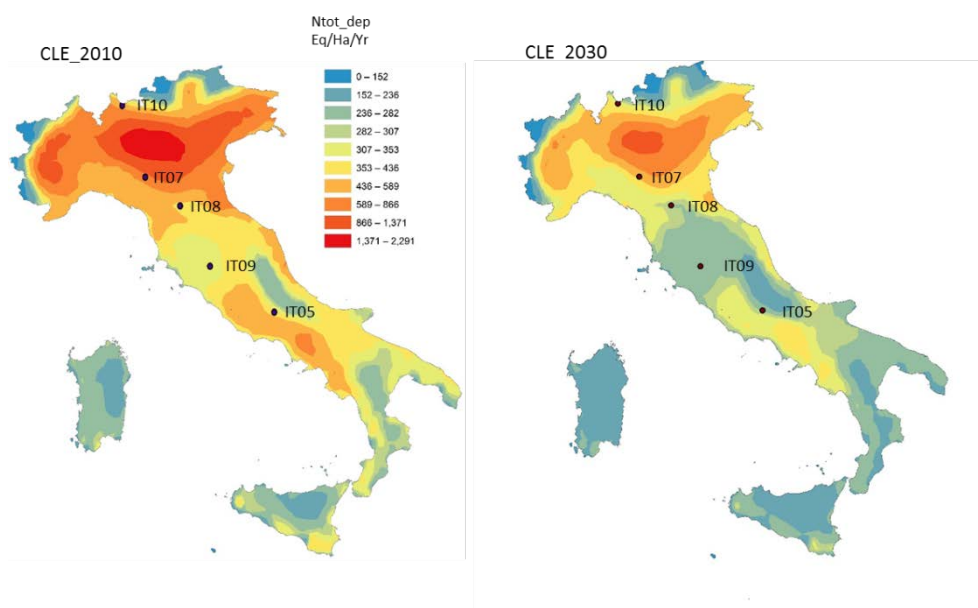 Ntot_dep
Eq/Ha/Yr
CLE_2010
0 – 152
152 – 236
236 – 282
282 – 307
307 – 353
353 – 436
436 – 589
589 – 866
866 – 1,371
1,371 – 2,291
IT10
IT07
IT08
IT09
IT05
CLE 2030
IT10
IT07
IT08
IT09
IT05